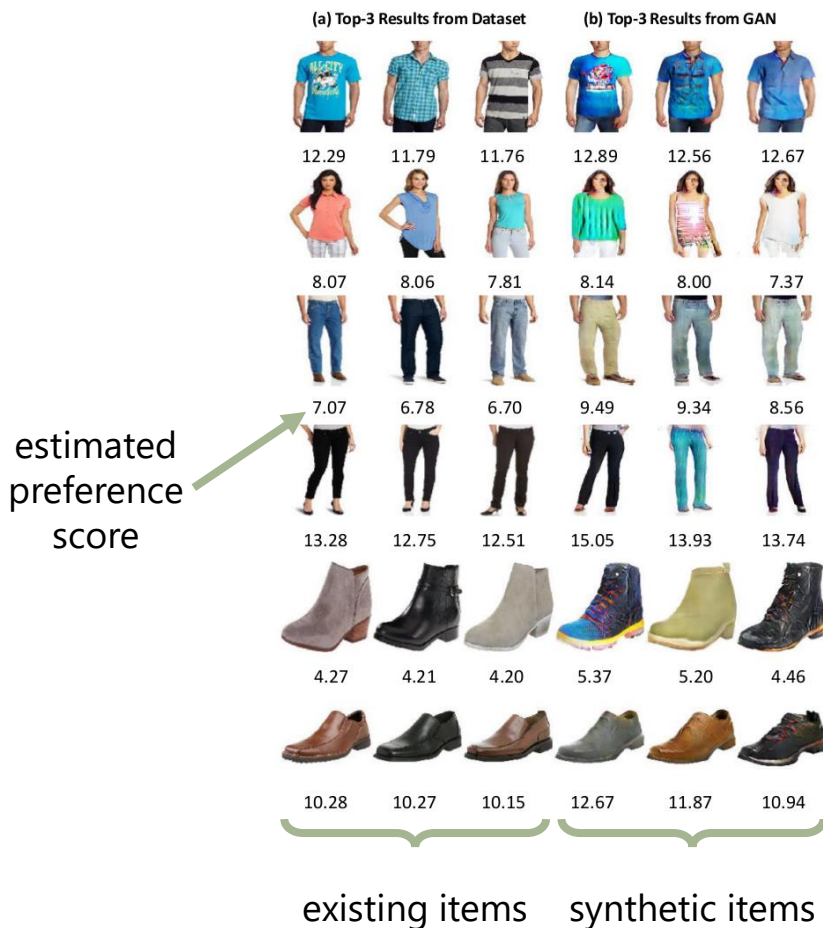 (a) Top-3 Results from Dataset (b) Top-3 Results from GAN
12.29 11.79 11.76 12.89 12.56 12.67
8.07 8.06 7.81 8.14 8.00 7.37
7.07 6.78 6.70 9.49 9.34 8.56
estimated
preference
score
13.28 12.75 12.51 15.05 13.93 13.74
4.27 4.21 4.20 5.37 5.20 4.46
10.28 10.27 10.15 12.67 11.87 10.94
existing items synthetic items